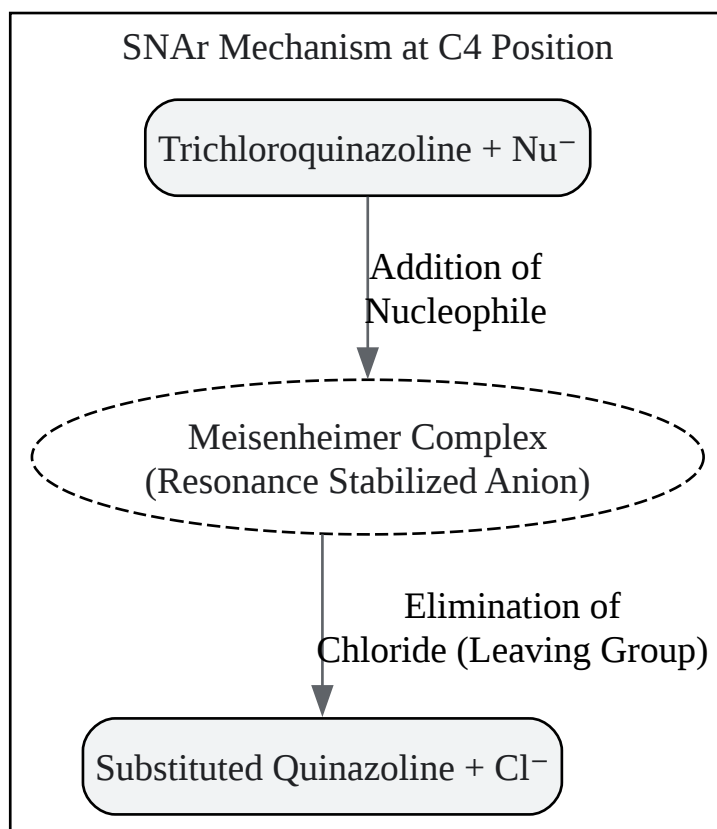 SNAr Mechanism at C4 Position
Trichloroquinazoline + Nu⁻
Addition of
Nucleophile
Meisenheimer Complex
(Resonance Stabilized Anion)
Elimination of
Chloride (Leaving Group)
Substituted Quinazoline + Cl⁻